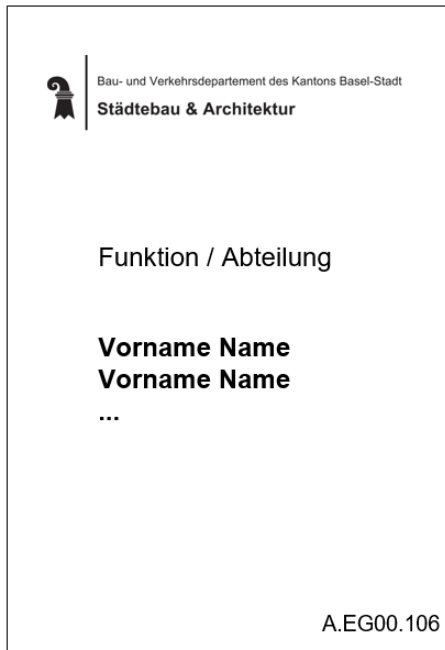 Bau- und Verkehrsdepartement des Kantons Basel-Stadt
Städtebau & Architektur
Funktion / Abteilung
Vorname Name
Vorname Name
...
A.EG00.106